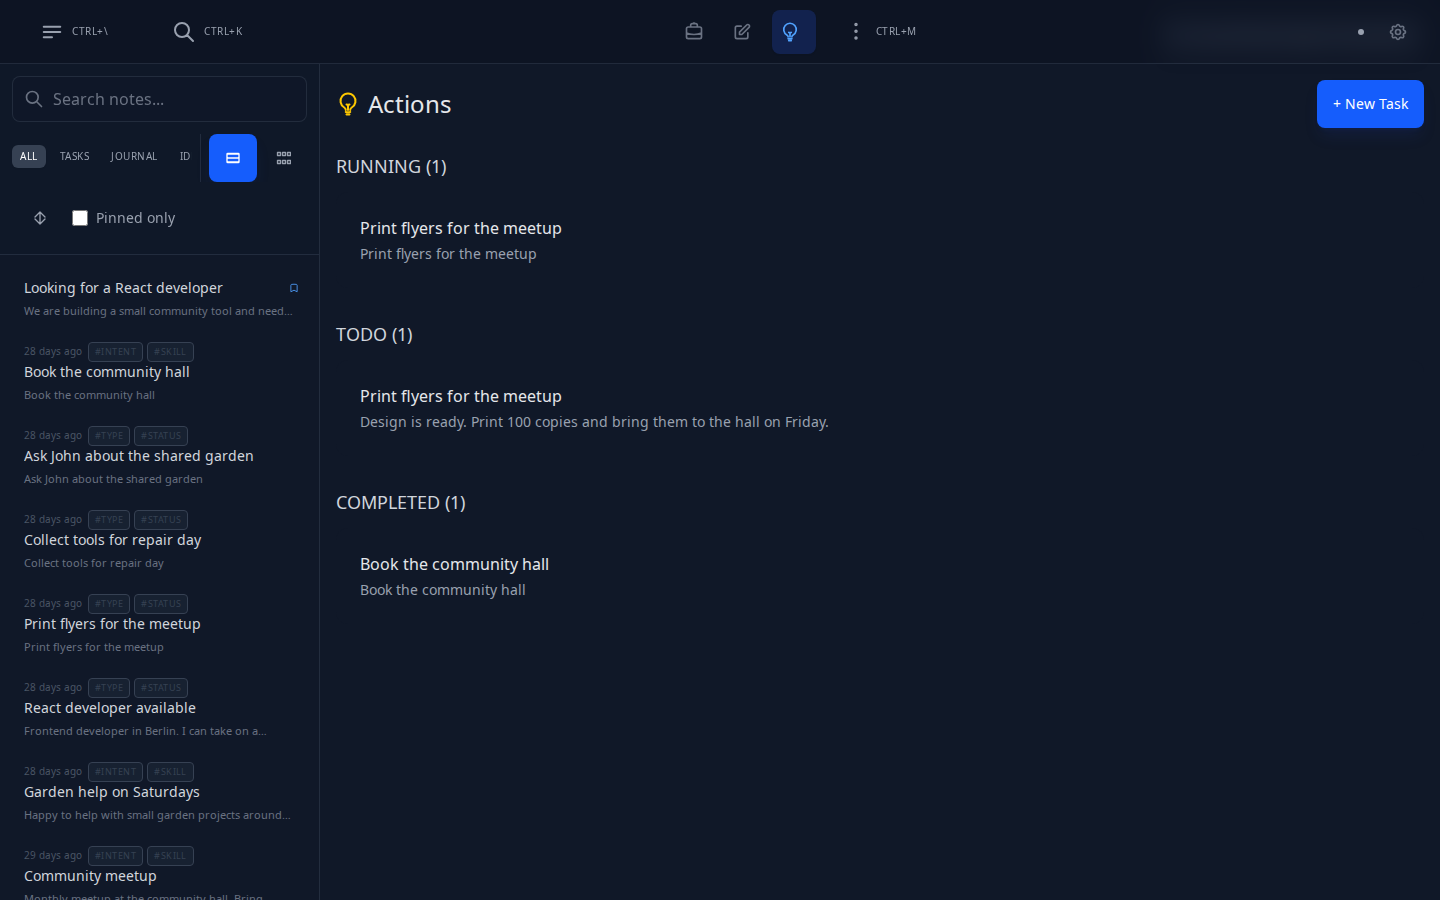 CTRL+\
CTRL+K
CTRL+M
Search notes...
ALL
TASKS
JOURNAL
ID
Pinned only
Looking for a React developer
We are building a small community tool and need...
28 days ago #INTENT #SKILL
Book the community hall
Book the community hall
28 days ago #TYPE #STATUS
Ask John about the shared garden
Ask John about the shared garden
28 days ago #TYPE #STATUS
Collect tools for repair day
Collect tools for repair day
28 days ago #TYPE #STATUS
Print flyers for the meetup
Print flyers for the meetup
28 days ago #TYPE #STATUS
React developer available
Frontend developer in Berlin. I can take on a...
28 days ago #INTENT #SKILL
Garden help on Saturdays
Happy to help with small garden projects around...
29 days ago #INTENT #SKILL
Community meetup
Monthly meetup at the community hall. Bring
Actions
+ New Task
RUNNING (1)
Print flyers for the meetup
Print flyers for the meetup
TODO (1)
Print flyers for the meetup
Design is ready. Print 100 copies and bring them to the hall on Friday.
COMPLETED (1)
Book the community hall
Book the community hall